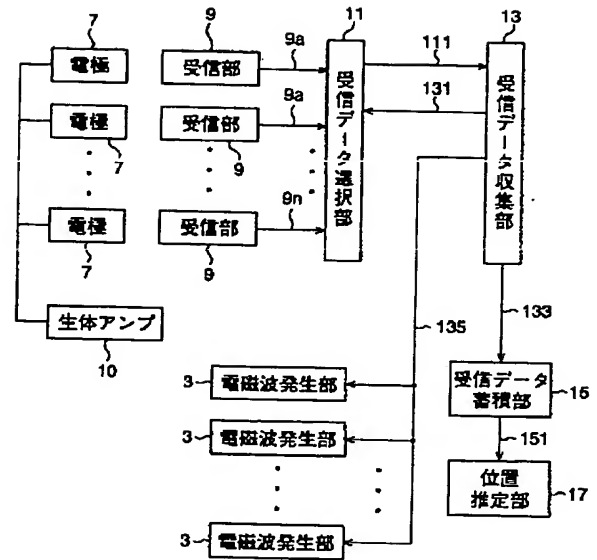 7
電極
電極
7
電極
7
生体アンプ
10
9
受信部
受信部
9
受信部
9
9a
9a
9n
11
受信データ選択部
111
131
13
受信データ収集部
135
133
3 電磁波発生部
3 電磁波発生部
3 電磁波発生部
受信データ
蓄積部
15
151
位置
推定部
17